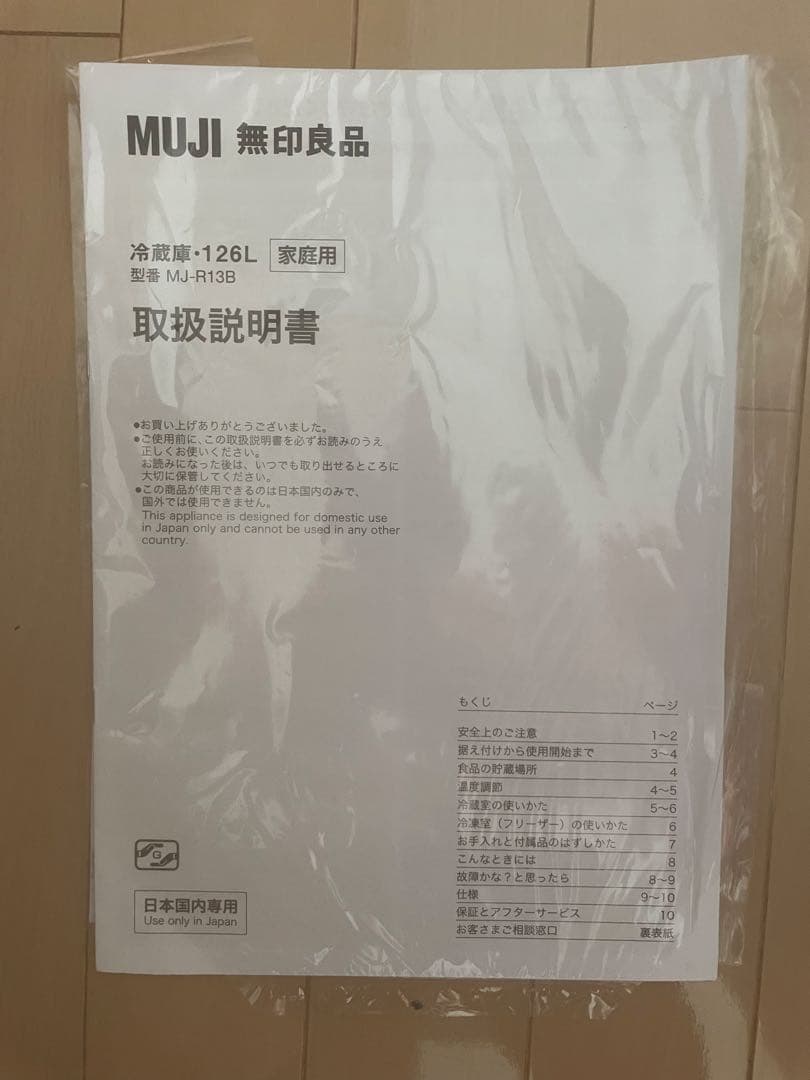 MUJI 無印良品
冷蔵庫・126L 家庭用
型番 MJ-R13B
取扱説明書
●お買い上げありがとうございました。
●ご使用前に、この取扱説明書を必ずお読みのうえ
正しくお使いください。
お読みになった後は、いつでも取り出せるところに
大切に保管してください。
●この商品が使用できるのは日本国内のみで、
国外では使用できません。
This appliance is designed for domestic use
in Japan only and cannot be used in any other
country.
もくじ ページ
安全上のご注意 1〜2
据え付けから使用開始まで 3〜4
食品の貯蔵場所 4
温度調節 4〜5
冷蔵室の使いかた 5〜6
冷凍室（フリーザー）の使いかた 6
お手入れと付属品のはずしかた 7
こんなときには 8
故障かな？と思ったら 8〜9
仕様 9〜10
保証とアフターサービス 10
お客さまご相談窓口 裏表紙
G
日本国内専用
Use only in Japan